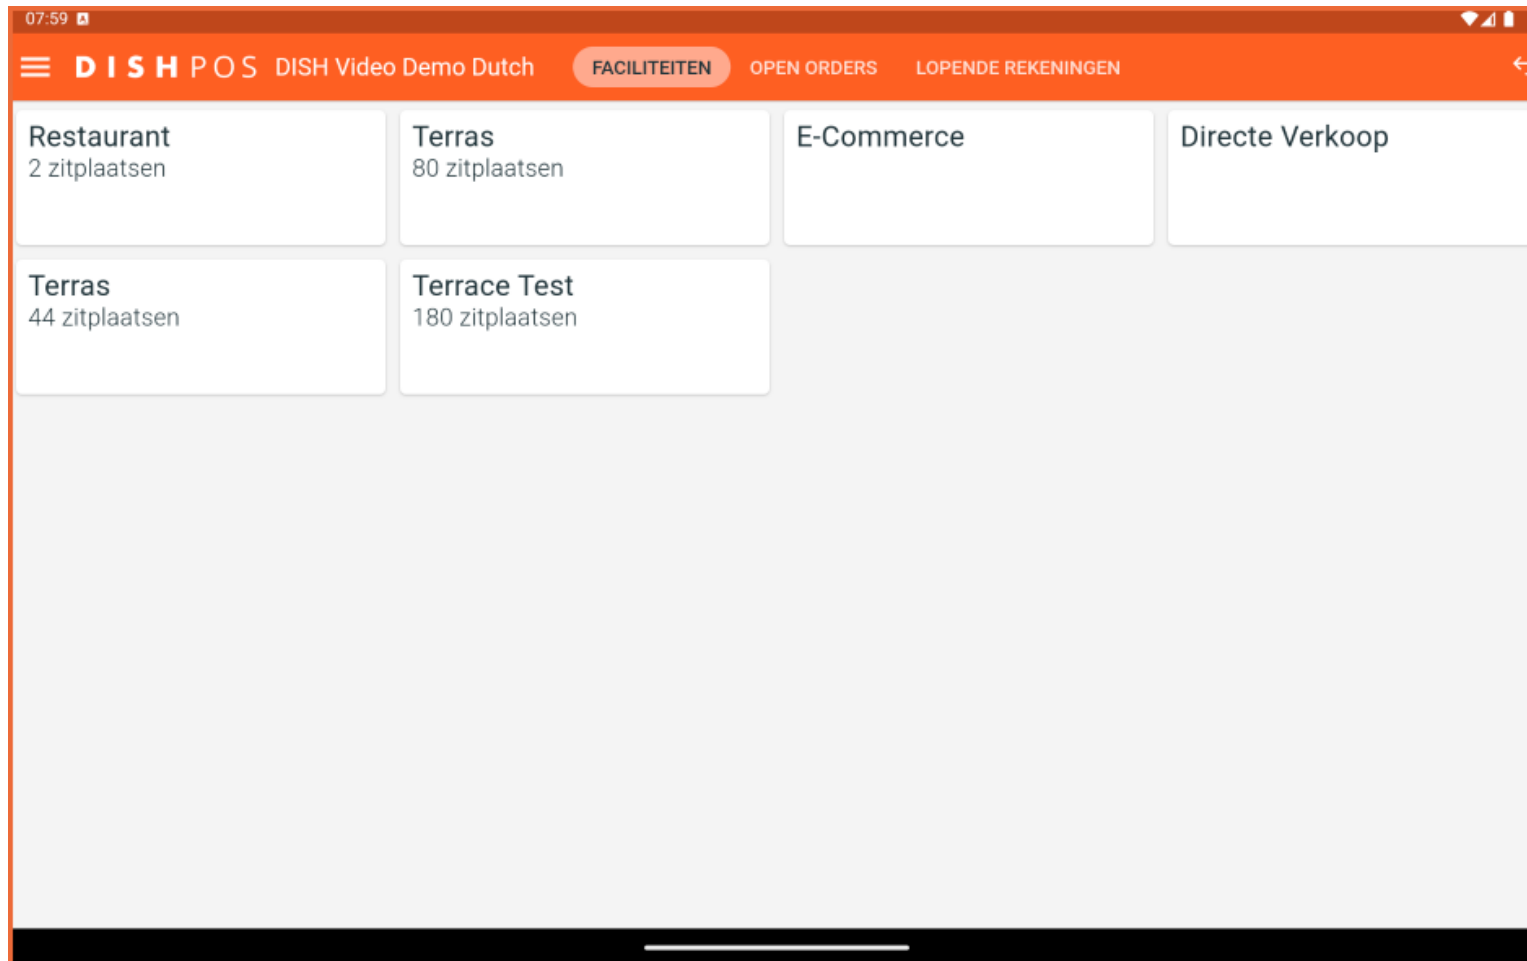 07:59
DISH POS DISH Video Demo Dutch FACILITEITEN OPEN ORDERS LOPENDE REKENINGEN
Restaurant
2 zitplaatsen
Terras
80 zitplaatsen
E-Commerce
Directe Verkoop
Terras
44 zitplaatsen
Terrace Test
180 zitplaatsen